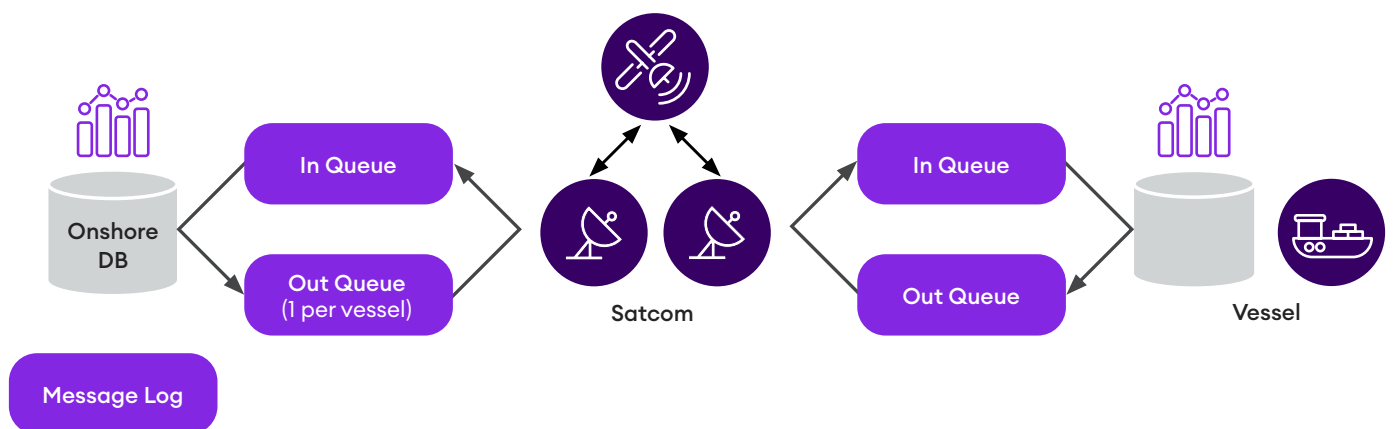 Onshore
DB
In Queue
Out Queue
(1 per vessel)
Message Log
Satcom
In Queue
Out Queue
Vessel